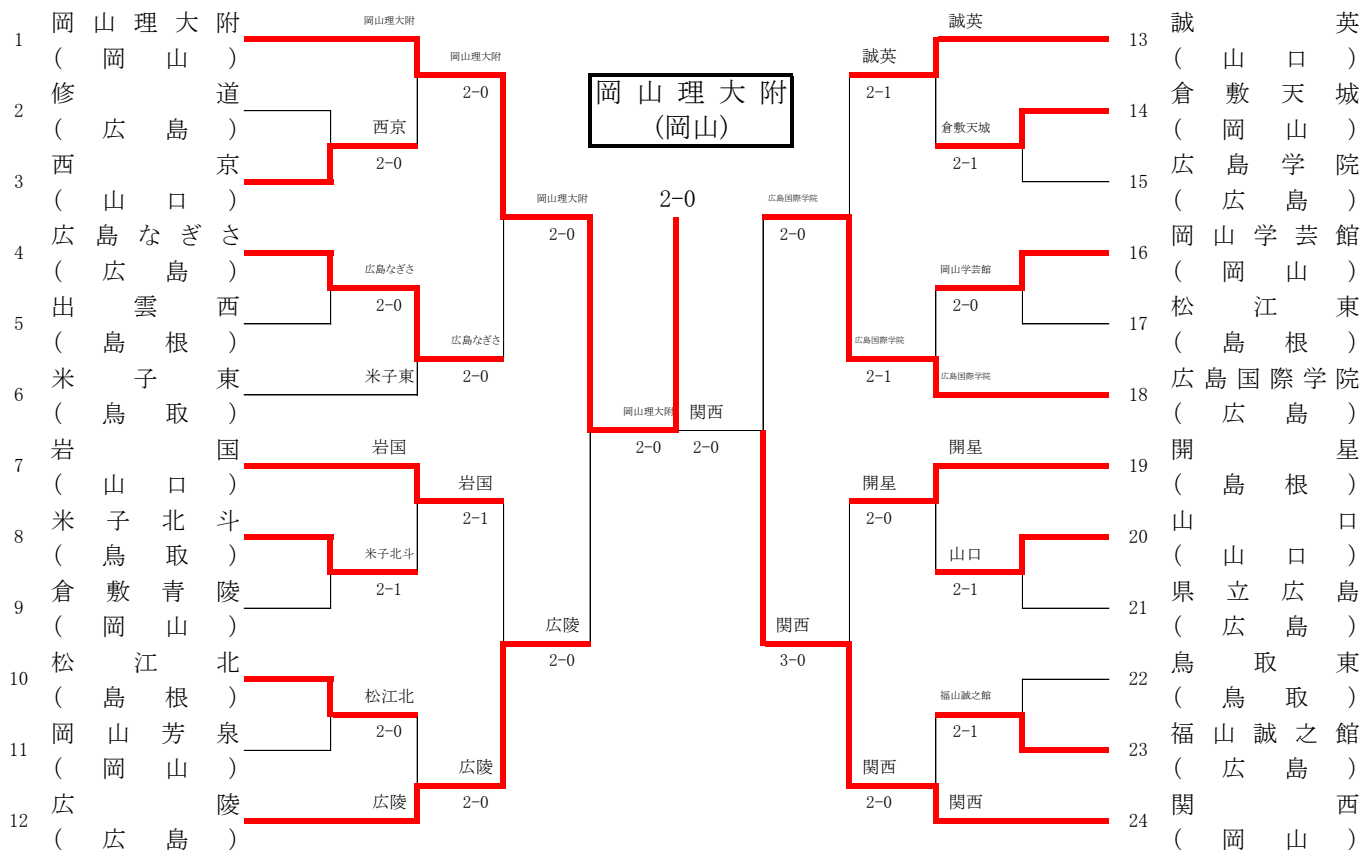 1 岡山理大附
(岡山)
2 修道
(広島)
3 西京
(山口)
4 広島なぎさ
(広島)
5 出雲西
(島根)
6 米子東
(鳥取)
7 岩国
(山口)
8 米子北斗
(鳥取)
9 倉敷青陵
(岡山)
10 松江北
(島根)
11 岡山芳泉
(岡山)
12 広陵
(広島)
岡山理大附
西京
2-0
広島なぎさ
2-0
米子東
岩国
米子北斗
2-1
松江北
2-0
広陵
岡山理大附
2-0
広島なぎさ
2-0
岩国
2-1
広陵
2-0
岡山理大附
2-0
広陵
2-0
岡山理大附
2-0
岡山理大附
(岡山)
2-0
関西
2-0
広島国際学院
2-0
関西
3-0
誠英
2-1
広島国際学院
2-1
開星
2-0
関西
2-0
誠英
倉敷天城
2-1
岡山学芸館
2-0
広島国際学院
開星
山口
2-1
福山誠之館
2-1
関西
13 誠英
(山口)
14 倉敷天城
(岡山)
15 広島学院
(広島)
16 岡山学芸館
(岡山)
17 松江東
(島根)
18 広島国際学院
(広島)
19 開星
(島根)
20 山口
(山口)
21 県立広島
(広島)
22 鳥取東
(鳥取)
23 福山誠之館
(広島)
24 関西
(岡山)